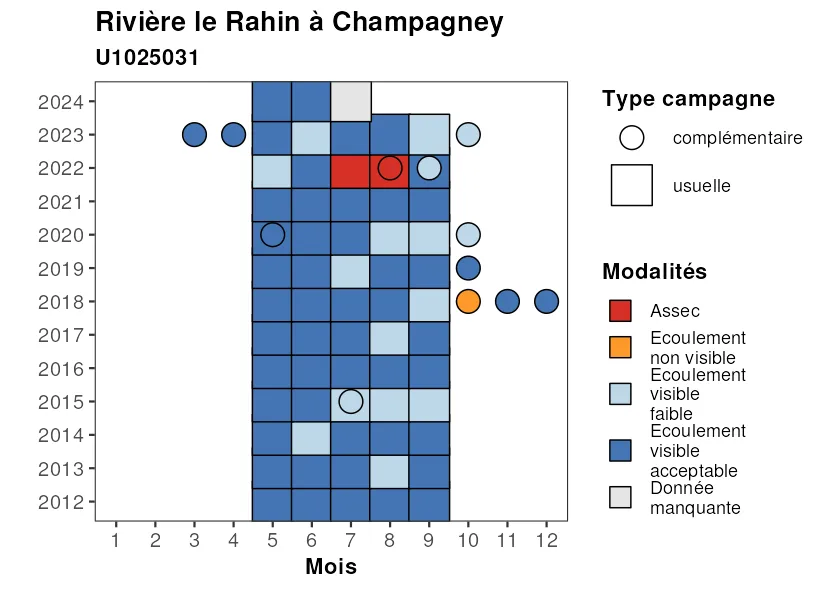 Rivière le Rahin à Champagney
U1025031
2024
2023
2022
2021
2020
2019
2018
2017
2016
2015
2014
2013
2012
1 2 3 4 5 6 7 8 9 10 11 12
Mois
Type campagne
complémentaire
usuelle
Modalités
Assec
Ecoulement
non visible
Ecoulement
visible
faible
Ecoulement
visible
acceptable
Donnée
manquante